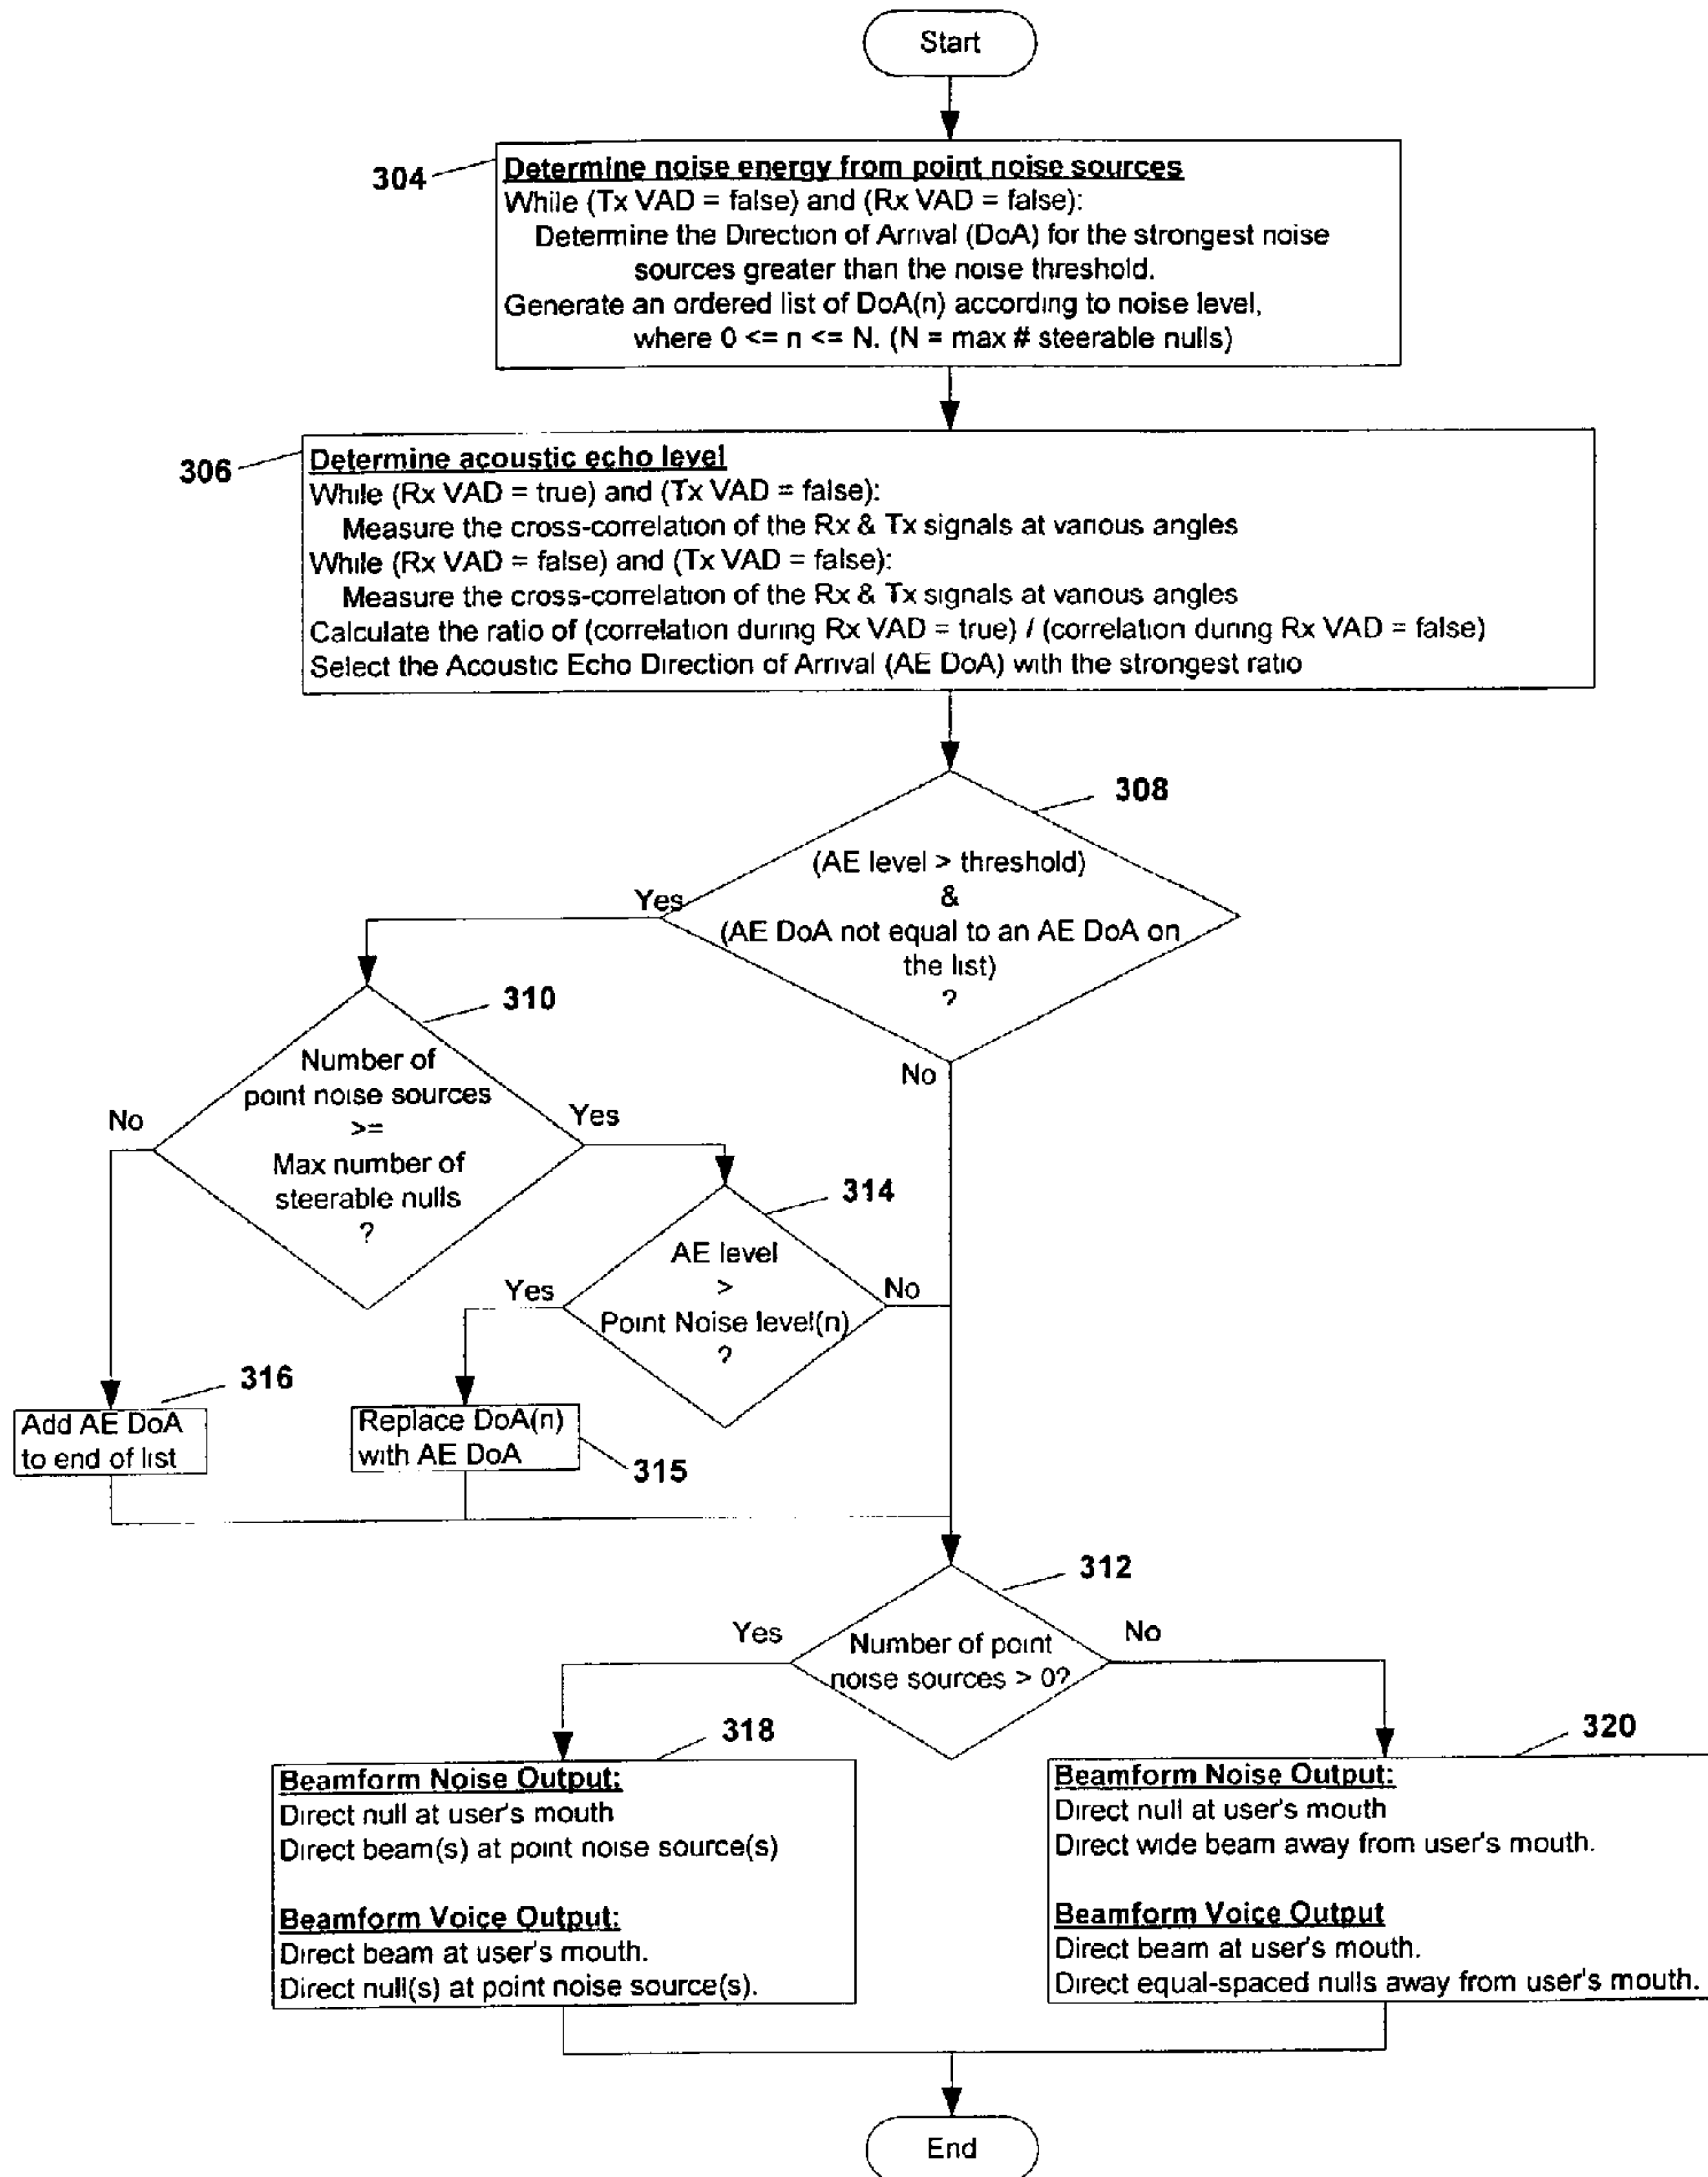 Start
304
Determine noise energy from point noise sources
While (Tx VAD = false) and (Rx VAD = false):
Determine the Direction of Arrival (DoA) for the strongest noise
sources greater than the noise threshold.
Generate an ordered list of DoA(n) according to noise level,
where 0 <= n <= N. (N = max # steerable nulls)
306
Determine acoustic echo level
While (Rx VAD = true) and (Tx VAD = false):
Measure the cross-correlation of the Rx & Tx signals at various angles
While (Rx VAD = false) and (Tx VAD = false):
Measure the cross-correlation of the Rx & Tx signals at various angles
Calculate the ratio of (correlation during Rx VAD = true) / (correlation during Rx VAD = false)
Select the Acoustic Echo Direction of Arrival (AE DoA) with the strongest ratio
308
(AE level > threshold)
&
(AE DoA not equal to an AE DoA on
the list)
?
Yes
No
310
Number of
point noise sources
>=
Max number of
steerable nulls
?
No
Yes
314
AE level
>
Point Noise level(n)
?
Yes
No
316
Add AE DoA
to end of list
Replace DoA(n)
with AE DoA
315
312
Number of point
noise sources > 0?
Yes
No
318
Beamform Noise Output:
Direct null at user's mouth
Direct beam(s) at point noise source(s)
Beamform Voice Output:
Direct beam at user's mouth.
Direct null(s) at point noise source(s).
320
Beamform Noise Output:
Direct null at user's mouth
Direct wide beam away from user's mouth.
Beamform Voice Output
Direct beam at user's mouth.
Direct equal-spaced nulls away from user's mouth.
End